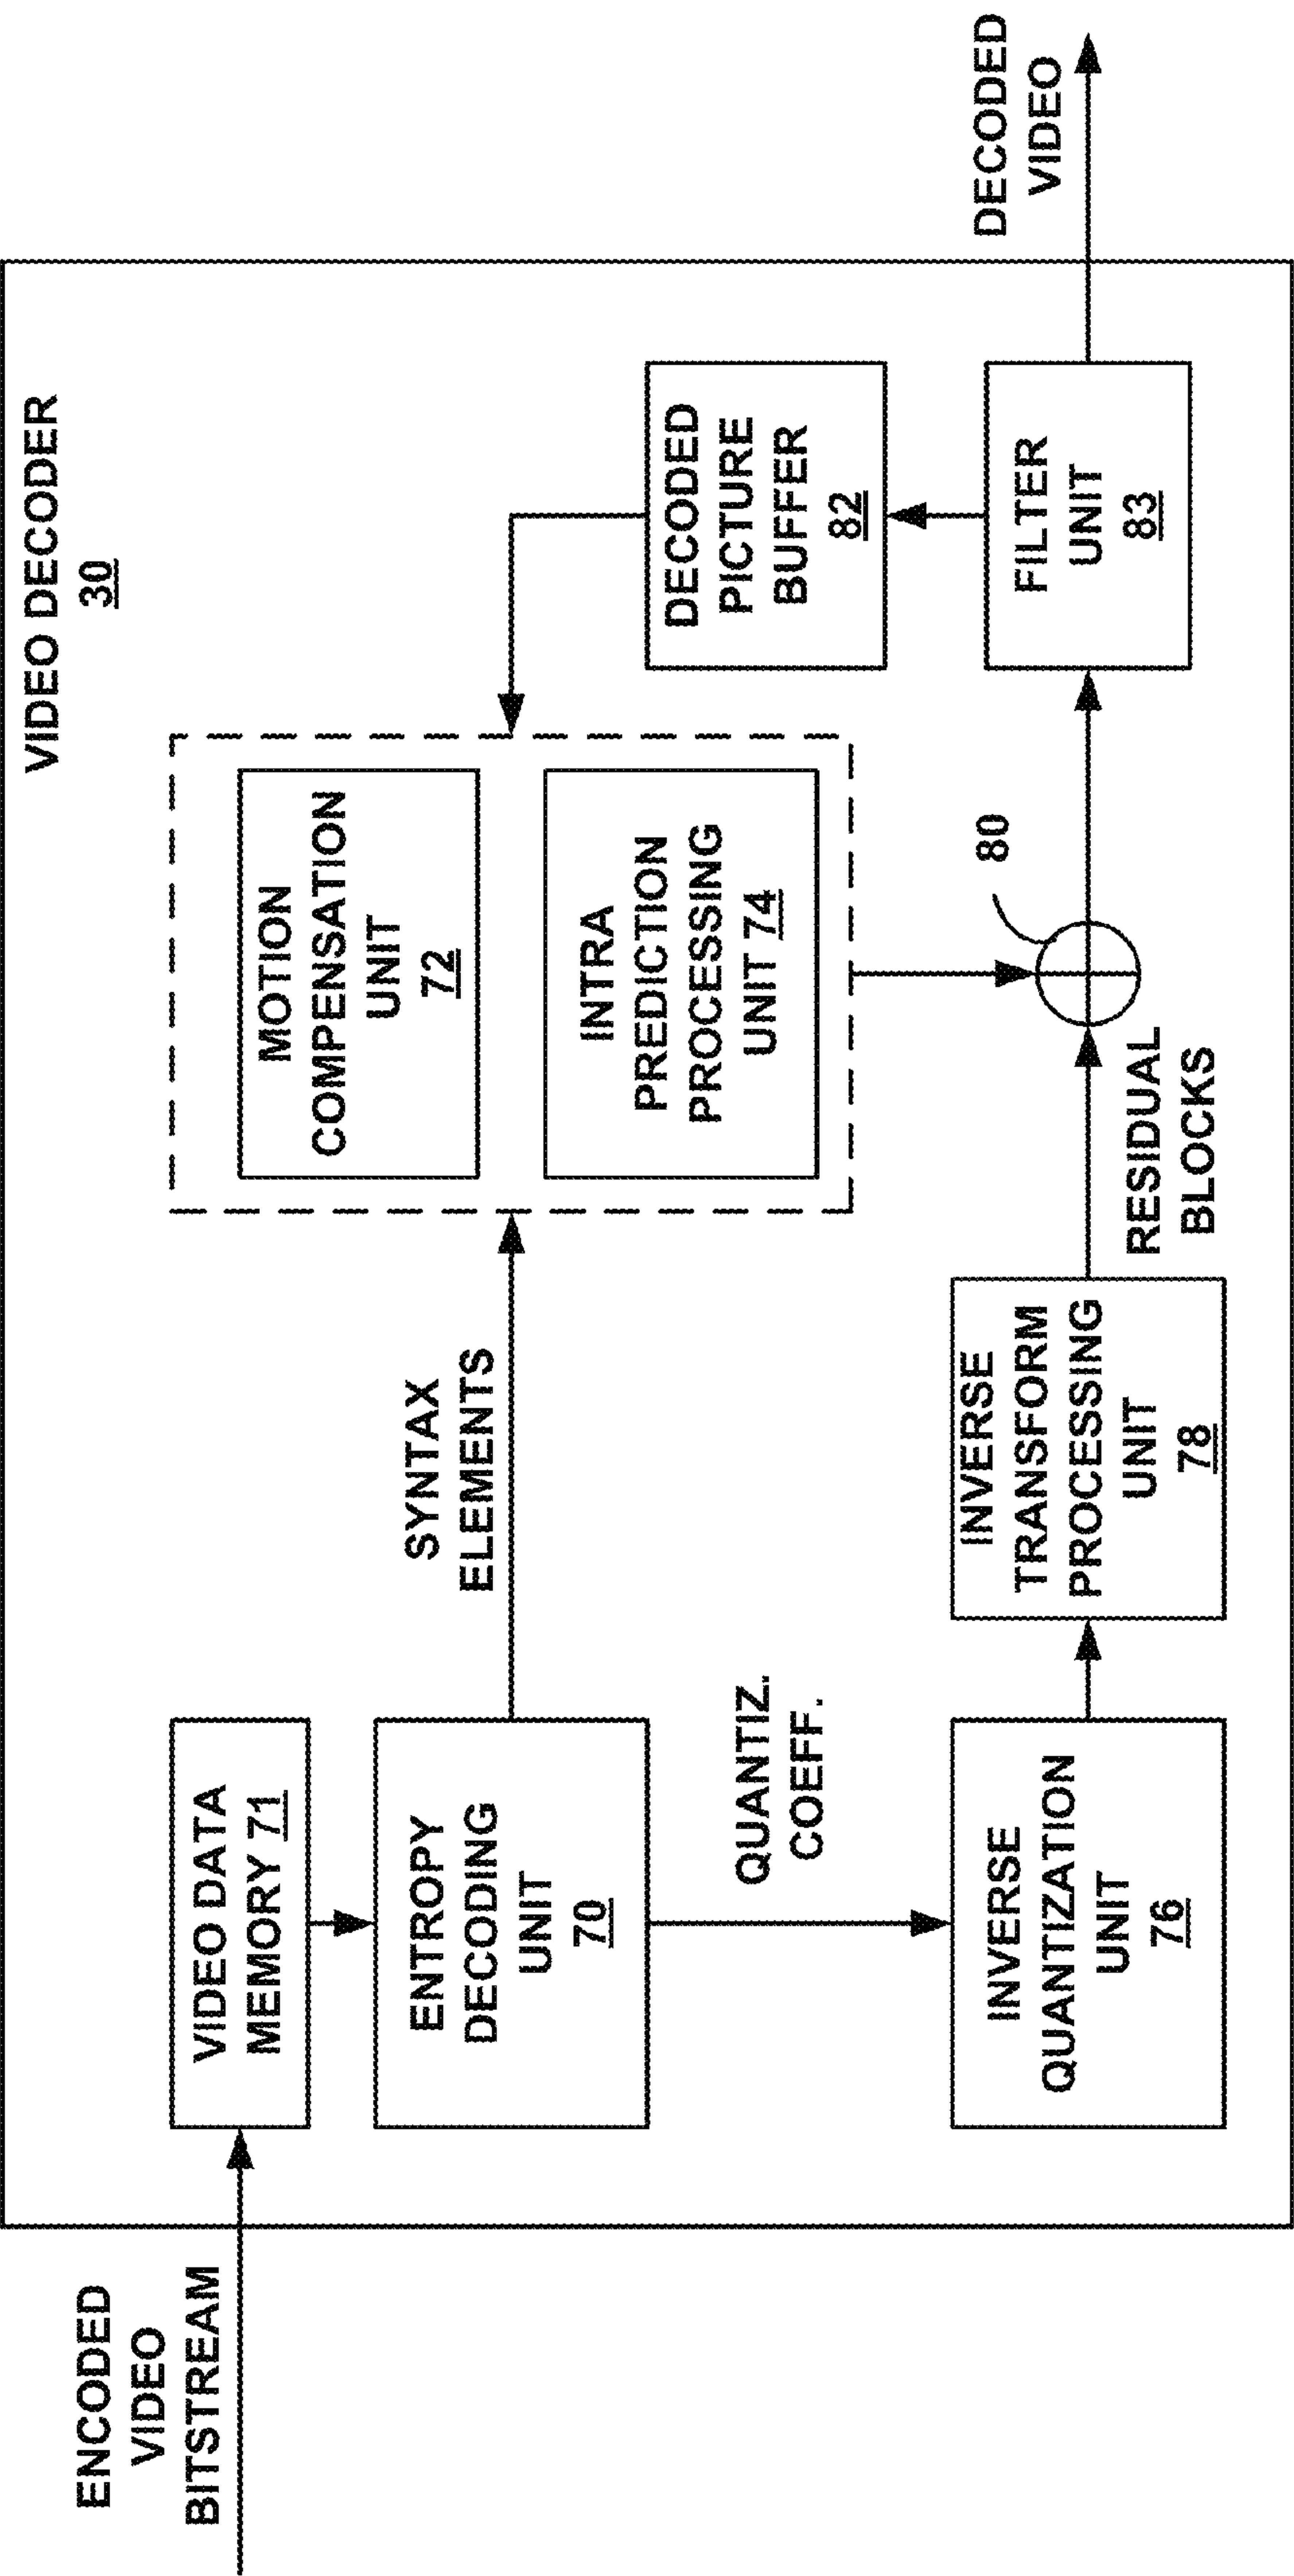 VIDEO DECODER
30
ENCODED
VIDEO
BITSTREAM
VIDEO DATA
MEMORY 71
ENTROPY
DECODING
UNIT
70
SYNTAX
ELEMENTS
MOTION
COMPENSATION
UNIT
72
INTRA
PREDICTION
PROCESSING
UNIT 74
DECODED
PICTURE
BUFFER
82
QUANTIZ.
COEFF.
INVERSE
QUANTIZATION
UNIT
76
INVERSE
TRANSFORM
PROCESSING
UNIT
78
RESIDUAL
BLOCKS
80
FILTER
UNIT
83
DECODED
VIDEO